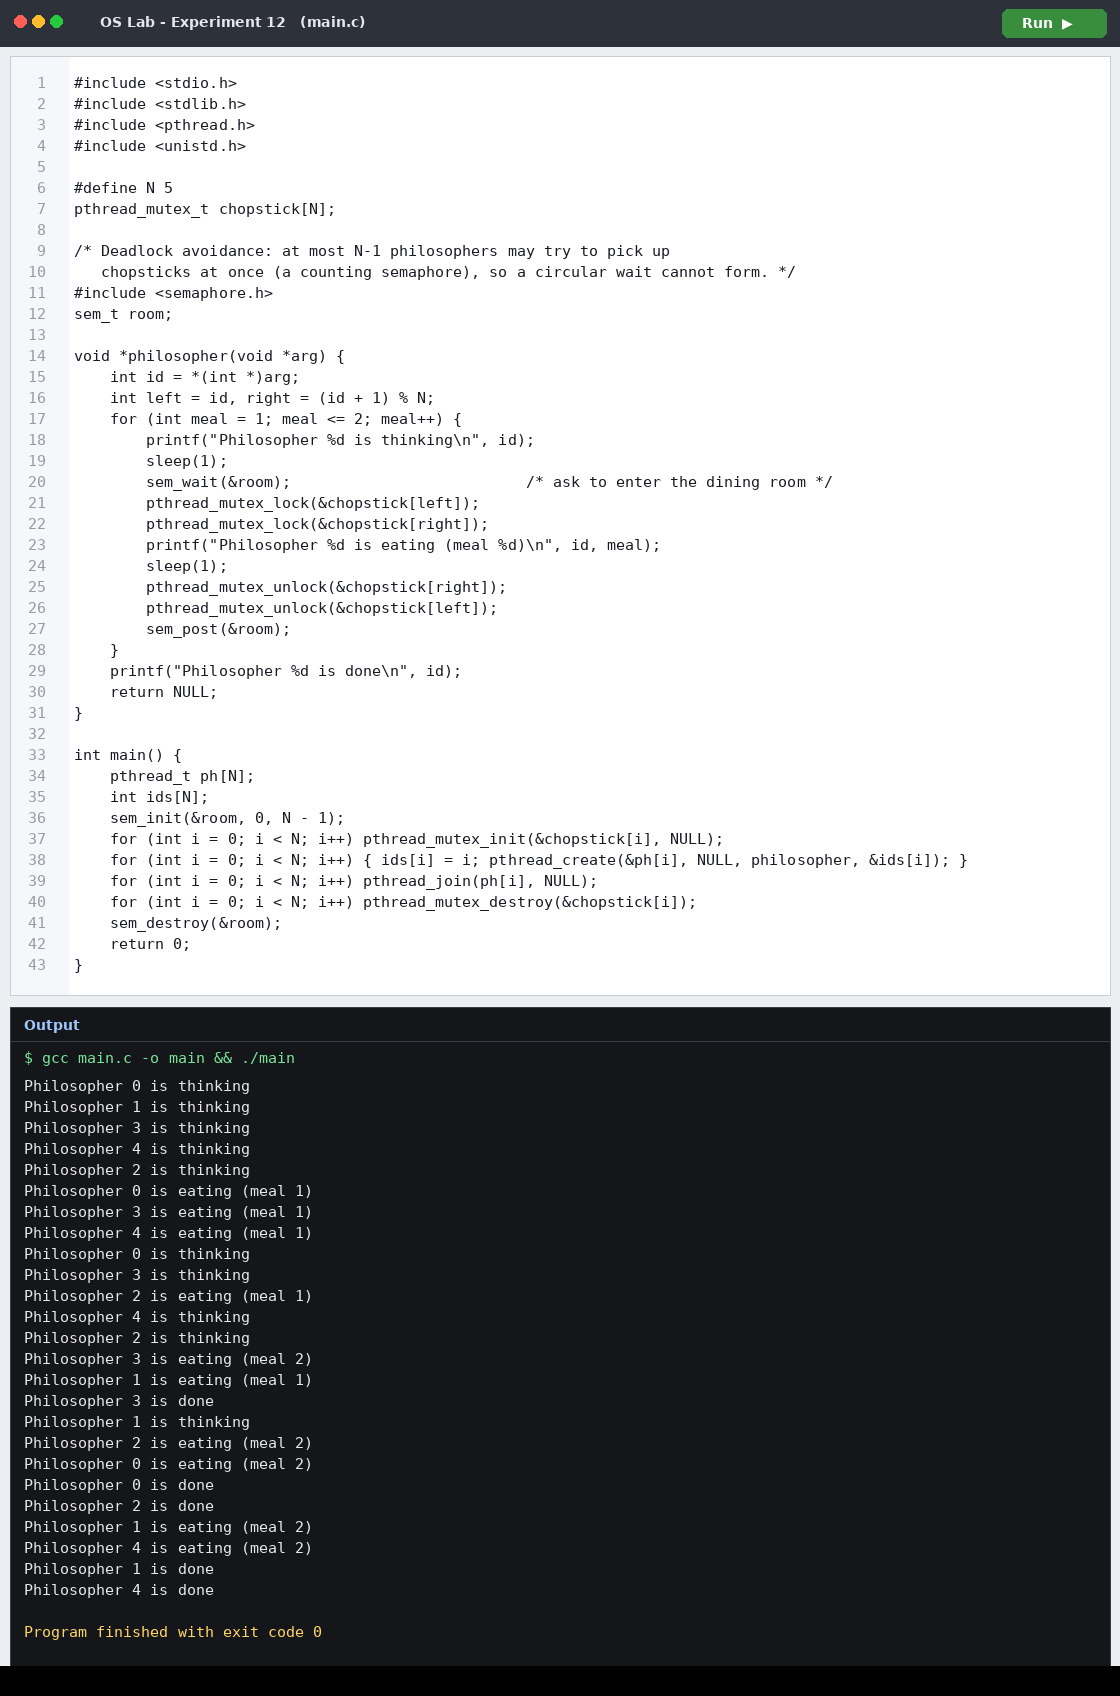 OS Lab - Experiment 12   (main.c)
Run ▶
1 #include <stdio.h>
2 #include <stdlib.h>
3 #include <pthread.h>
4 #include <unistd.h>
5
6 #define N 5
7 pthread_mutex_t chopstick[N];
8
9 /* Deadlock avoidance: at most N-1 philosophers may try to pick up
10    chopsticks at once (a counting semaphore), so a circular wait cannot form. */
11 #include <semaphore.h>
12 sem_t room;
13
14 void *philosopher(void *arg) {
15     int id = *(int *)arg;
16     int left = id, right = (id + 1) % N;
17     for (int meal = 1; meal <= 2; meal++) {
18         printf("Philosopher %d is thinking\n", id);
19         sleep(1);
20         sem_wait(&room);                          /* ask to enter the dining room */
21         pthread_mutex_lock(&chopstick[left]);
22         pthread_mutex_lock(&chopstick[right]);
23         printf("Philosopher %d is eating (meal %d)\n", id, meal);
24         sleep(1);
25         pthread_mutex_unlock(&chopstick[right]);
26         pthread_mutex_unlock(&chopstick[left]);
27         sem_post(&room);
28     }
29     printf("Philosopher %d is done\n", id);
30     return NULL;
31 }
32
33 int main() {
34     pthread_t ph[N];
35     int ids[N];
36     sem_init(&room, 0, N - 1);
37     for (int i = 0; i < N; i++) pthread_mutex_init(&chopstick[i], NULL);
38     for (int i = 0; i < N; i++) { ids[i] = i; pthread_create(&ph[i], NULL, philosopher, &ids[i]); }
39     for (int i = 0; i < N; i++) pthread_join(ph[i], NULL);
40     for (int i = 0; i < N; i++) pthread_mutex_destroy(&chopstick[i]);
41     sem_destroy(&room);
42     return 0;
43 }
Output
$ gcc main.c -o main && ./main
Philosopher 0 is thinking
Philosopher 1 is thinking
Philosopher 3 is thinking
Philosopher 4 is thinking
Philosopher 2 is thinking
Philosopher 0 is eating (meal 1)
Philosopher 3 is eating (meal 1)
Philosopher 4 is eating (meal 1)
Philosopher 0 is thinking
Philosopher 3 is thinking
Philosopher 2 is eating (meal 1)
Philosopher 4 is thinking
Philosopher 2 is thinking
Philosopher 3 is eating (meal 2)
Philosopher 1 is eating (meal 1)
Philosopher 3 is done
Philosopher 1 is thinking
Philosopher 2 is eating (meal 2)
Philosopher 0 is eating (meal 2)
Philosopher 0 is done
Philosopher 2 is done
Philosopher 1 is eating (meal 2)
Philosopher 4 is eating (meal 2)
Philosopher 1 is done
Philosopher 4 is done
Program finished with exit code 0